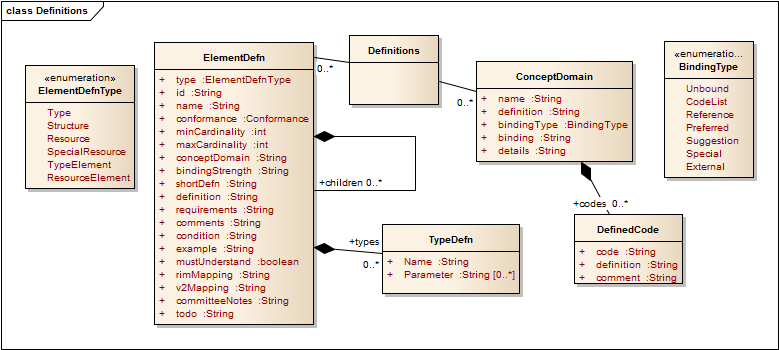 class Definitions
«enumeration»
ElementDefnType
Type
Structure
Resource
SpecialResource
TypeElement
ResourceElement
ElementDefn
+ type :ElementDefnType
+ id :String
+ name :String
+ conformance :Conformance
+ minCardinality :int
+ maxCardinality :int
+ conceptDomain :String
+ bindingStrength :String
+ shortDefn :String
+ definition :String
+ requirements :String
+ comments :String
+ condition :String
+ example :String
+ mustUnderstand :boolean
+ rimMapping :String
+ v2Mapping :String
+ committeeNotes :String
+ todo :String
0..*
+children 0..*
+types
0..*
Definitions
0..*
ConceptDomain
+ name :String
+ definition :String
+ bindingType :BindingType
+ binding :String
+ details :String
+codes 0..*
TypeDefn
+ Name :String
+ Parameter :String [0..*]
DefinedCode
+ code :String
+ definition :String
+ comment :String
«enumeratio...
BindingType
Unbound
CodeList
Reference
Preferred
Suggestion
Special
External